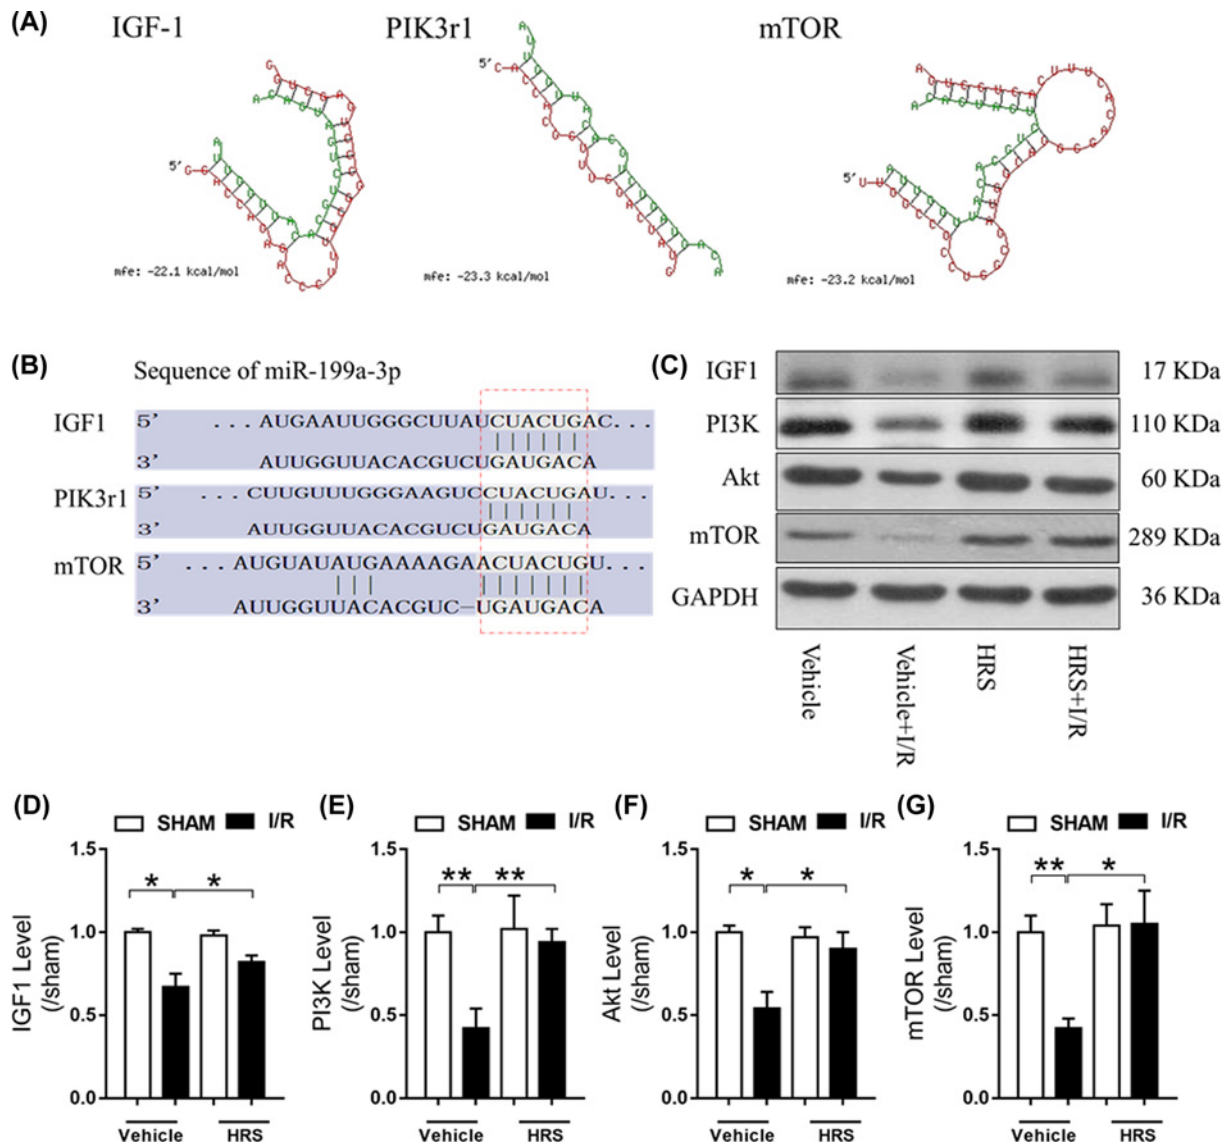 (A)
IGF-1
PIK3r1
mTOR
5'
5'
5'
mfe: -22.1 kcal/mol
mfe: -23.3 kcal/mol
mfe: -23.2 kcal/mol
(B)
Sequence of miR-199a-3p
IGF1
5' ... AUGAAUUGGGCUUAUCUACUGAC...
3' AUUGGUUACACGUCUGAUGACA
PIK3r1
5' ... CUUGUUUGGGAAGUCCUACUGAU...
3' AUUGGUUACACGUCUGAUGACA
mTOR
5' ... AUGUAUAUGAAAAGAACUACUGU...
3' AUUGGUUACACGUC-UGAUGACA
(C)
IGF1 17 KDa
PI3K 110 KDa
Akt 60 KDa
mTOR 289 KDa
GAPDH 36 KDa
Vehicle
Vehicle+I/R
HRS
HRS+I/R
(D)
SHAM I/R
IGF1 Level
(/sham)
1.5
1.0
0.5
0.0
* *
Vehicle HRS
(E)
SHAM I/R
PI3K Level
(/sham)
1.5
1.0
0.5
0.0
** **
Vehicle HRS
(F)
SHAM I/R
Akt Level
(/sham)
1.5
1.0
0.5
0.0
* *
Vehicle HRS
(G)
SHAM I/R
mTOR Level
(/sham)
1.5
1.0
0.5
0.0
** *
Vehicle HRS